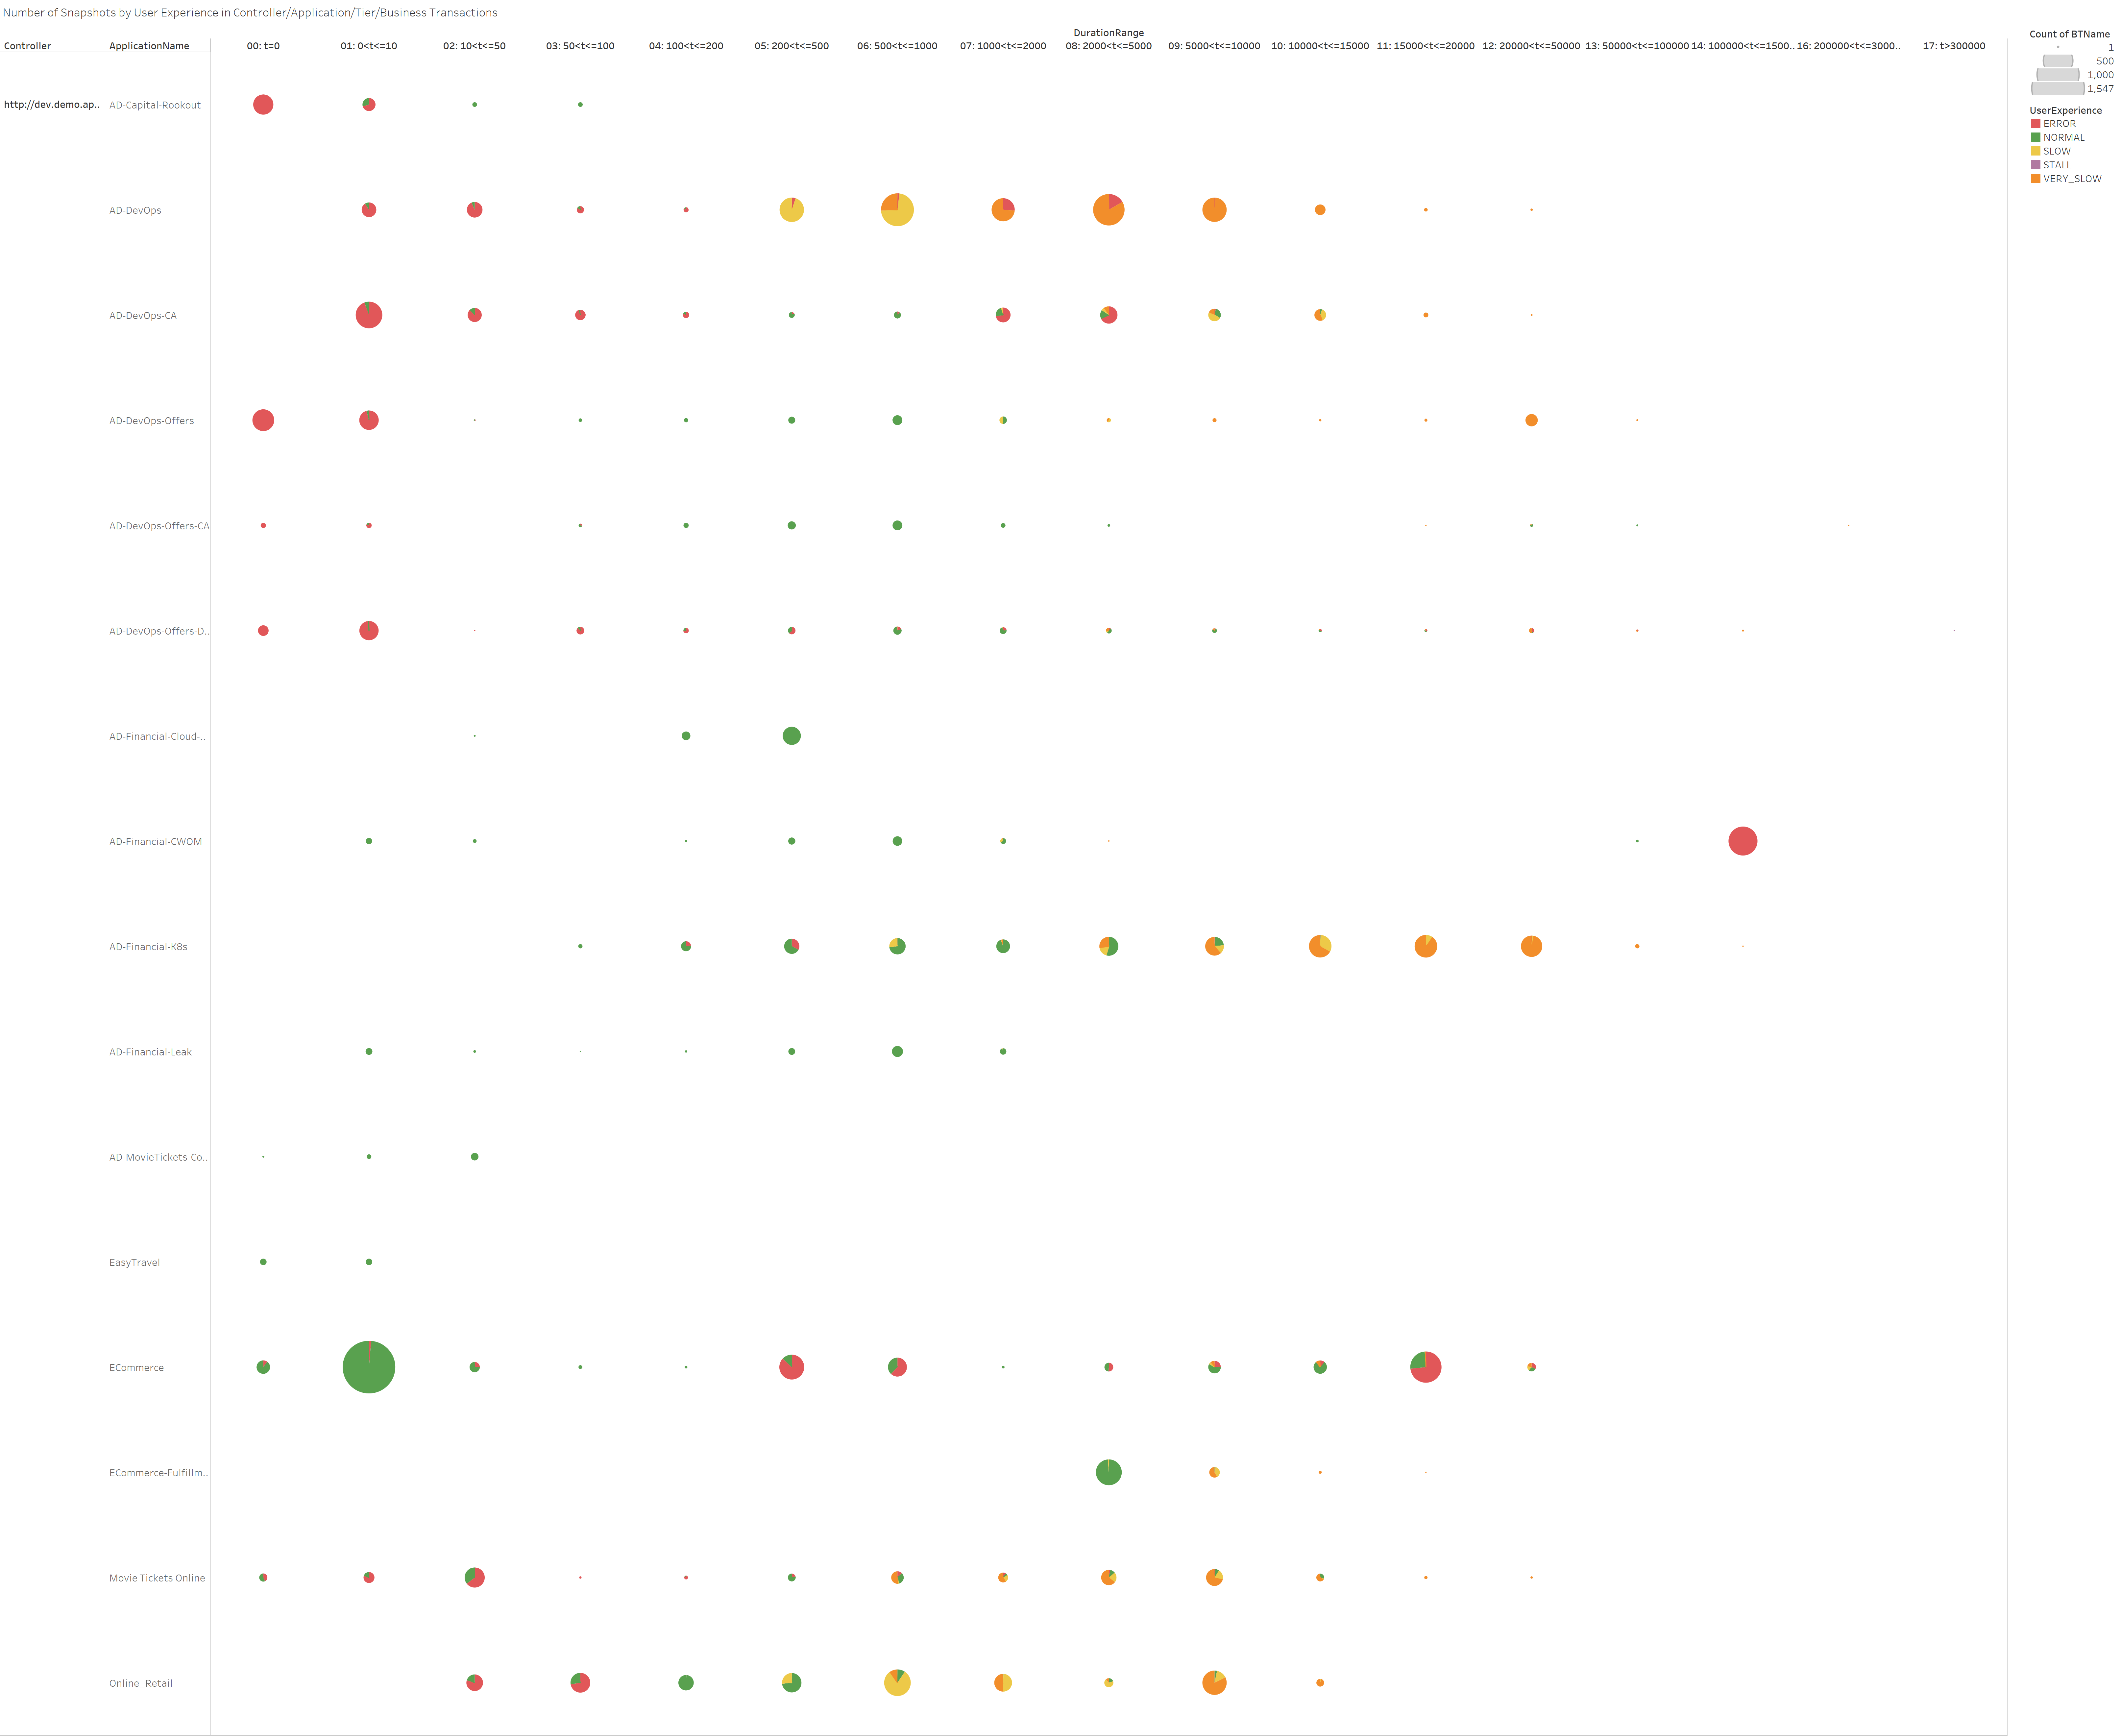 Number of Snapshots by User Experience in Controller/Application/Tier/Business Transactions
DurationRange
Controller ApplicationName 00: t=0 01: 0<t<=10 02: 10<t<=50 03: 50<t<=100 04: 100<t<=200 05: 200<t<=500 06: 500<t<=1000 07: 1000<t<=2000 08: 2000<t<=5000 09: 5000<t<=10000 10: 10000<t<=15000 11: 15000<t<=20000 12: 20000<t<=50000 13: 50000<t<=100000 14: 100000<t<=1500.. 16: 200000<t<=3000.. 17: t>300000
http://dev.demo.ap.. AD-Capital-Rookout
AD-DevOps
AD-DevOps-CA
AD-DevOps-Offers
AD-DevOps-Offers-CA
AD-DevOps-Offers-D..
AD-Financial-Cloud-..
AD-Financial-CWOM
AD-Financial-K8s
AD-Financial-Leak
AD-MovieTickets-Co..
EasyTravel
ECommerce
ECommerce-Fulfillm..
Movie Tickets Online
Online_Retail
Count of BTName
1
500
1,000
1,547
UserExperience
ERROR
NORMAL
SLOW
STALL
VERY_SLOW